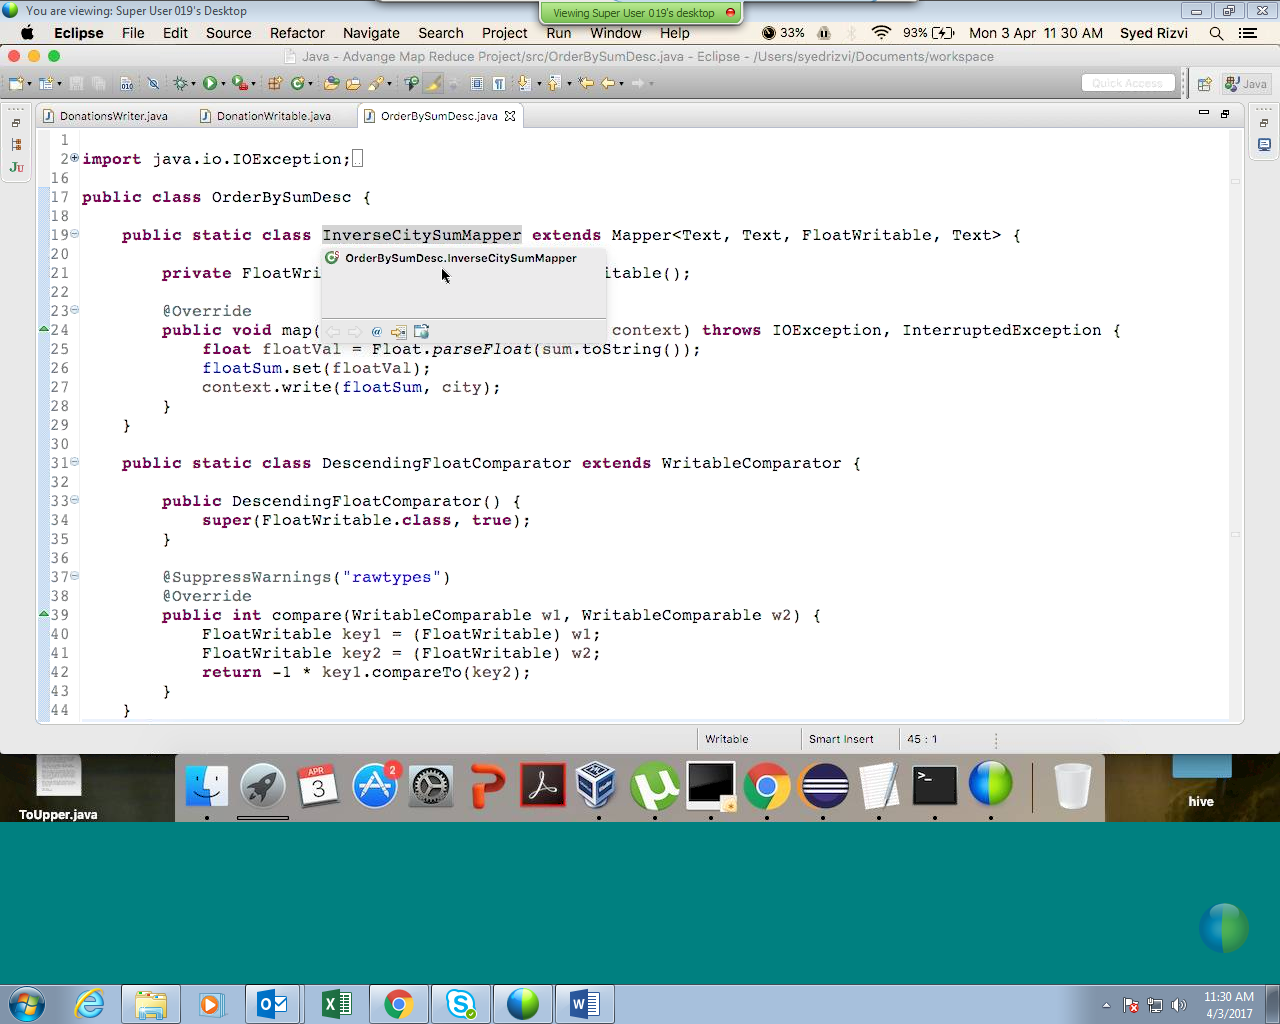 You are viewing: Super User 019's Desktop
Viewing Super User 019's desktop
Eclipse File Edit Source Refactor Navigate Search Project Run Window Help 33% 93% Mon 3 Apr 11 30 AM Syed Rizvi
Java - Advange Map Reduce Project/src/OrderBySumDesc.java - Eclipse - /Users/syedrizvi/Documents/workspace
Quick Access Java
DonationsWriter.java DonationWritable.java OrderBySumDesc.java
1
2 import java.io.IOException;
16
17 public class OrderBySumDesc {
18
19 public static class InverseCitySumMapper extends Mapper<Text, Text, FloatWritable, Text> {
20
OrderBySumDesc.InverseCitySumMapper
21 private FloatWri itable();
22
23 @Override
24 public void map( context) throws IOException, InterruptedException {
25 float floatVal = Float.parseFloat(sum.toString());
26 floatSum.set(floatVal);
27 context.write(floatSum, city);
28 }
29 }
30
31 public static class DescendingFloatComparator extends WritableComparator {
32
33 public DescendingFloatComparator() {
34 super(FloatWritable.class, true);
35 }
36
37 @SuppressWarnings("rawtypes")
38 @Override
39 public int compare(WritableComparable w1, WritableComparable w2) {
40 FloatWritable key1 = (FloatWritable) w1;
41 FloatWritable key2 = (FloatWritable) w2;
42 return -1 * key1.compareTo(key2);
43 }
44 }
Writable Smart Insert 45 : 1
APR
3
2
ToUpper.java
hive
11:30 AM
4/3/2017